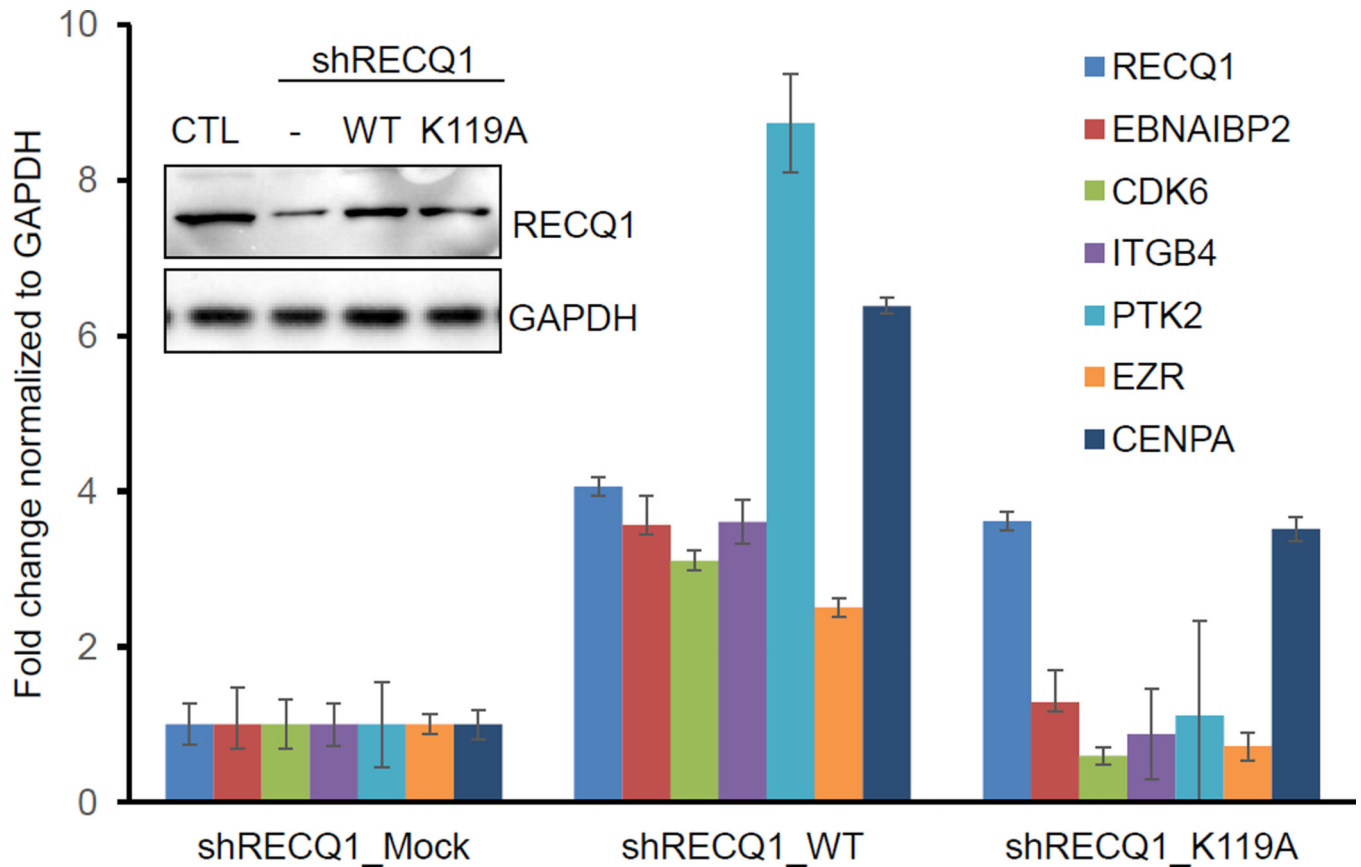 Fold change normalized to GAPDH
10
8
6
4
2
0
shRECQ1
CTL - WT K119A
RECQ1
GAPDH
RECQ1
EBNAIBP2
CDK6
ITGB4
PTK2
EZR
CENPA
shRECQ1_Mock shRECQ1_WT shRECQ1_K119A